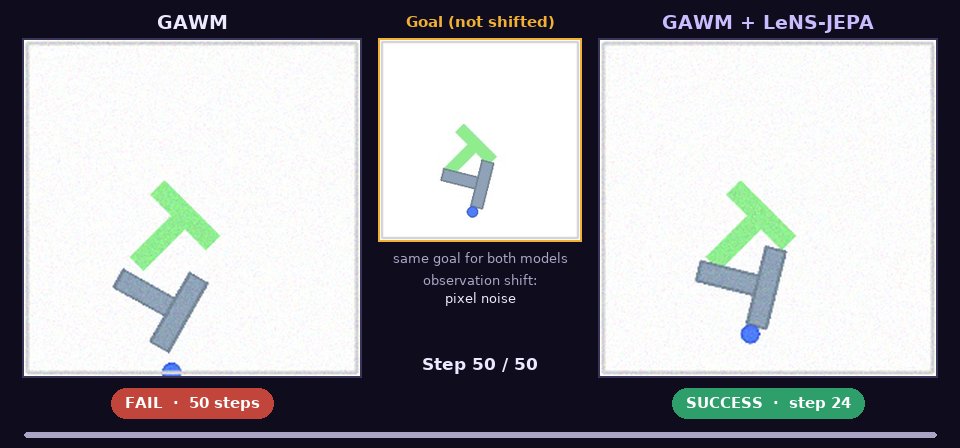 GAWM
Goal (not shifted)
GAWM + LeNS-JEPA
same goal for both models
observation shift:
pixel noise
Step 50 / 50
FAIL · 50 steps
SUCCESS · step 24